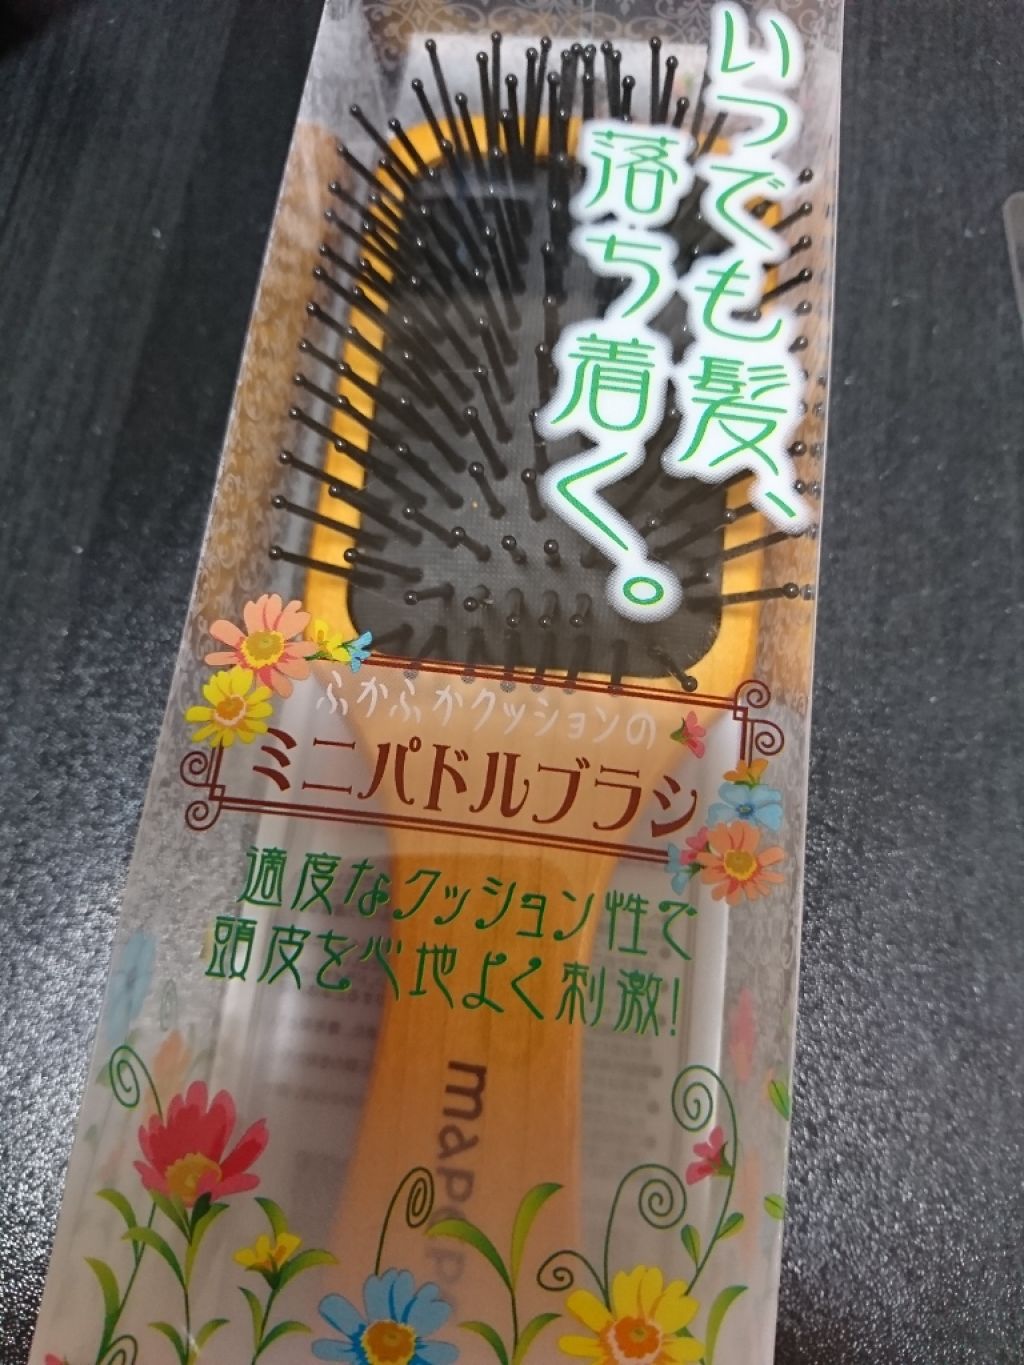 いつでも髪、
落ち着く。
ふかふかクッションの
ミニパドルブラシ
適度なクッション性で
頭皮を心地よく刺激！